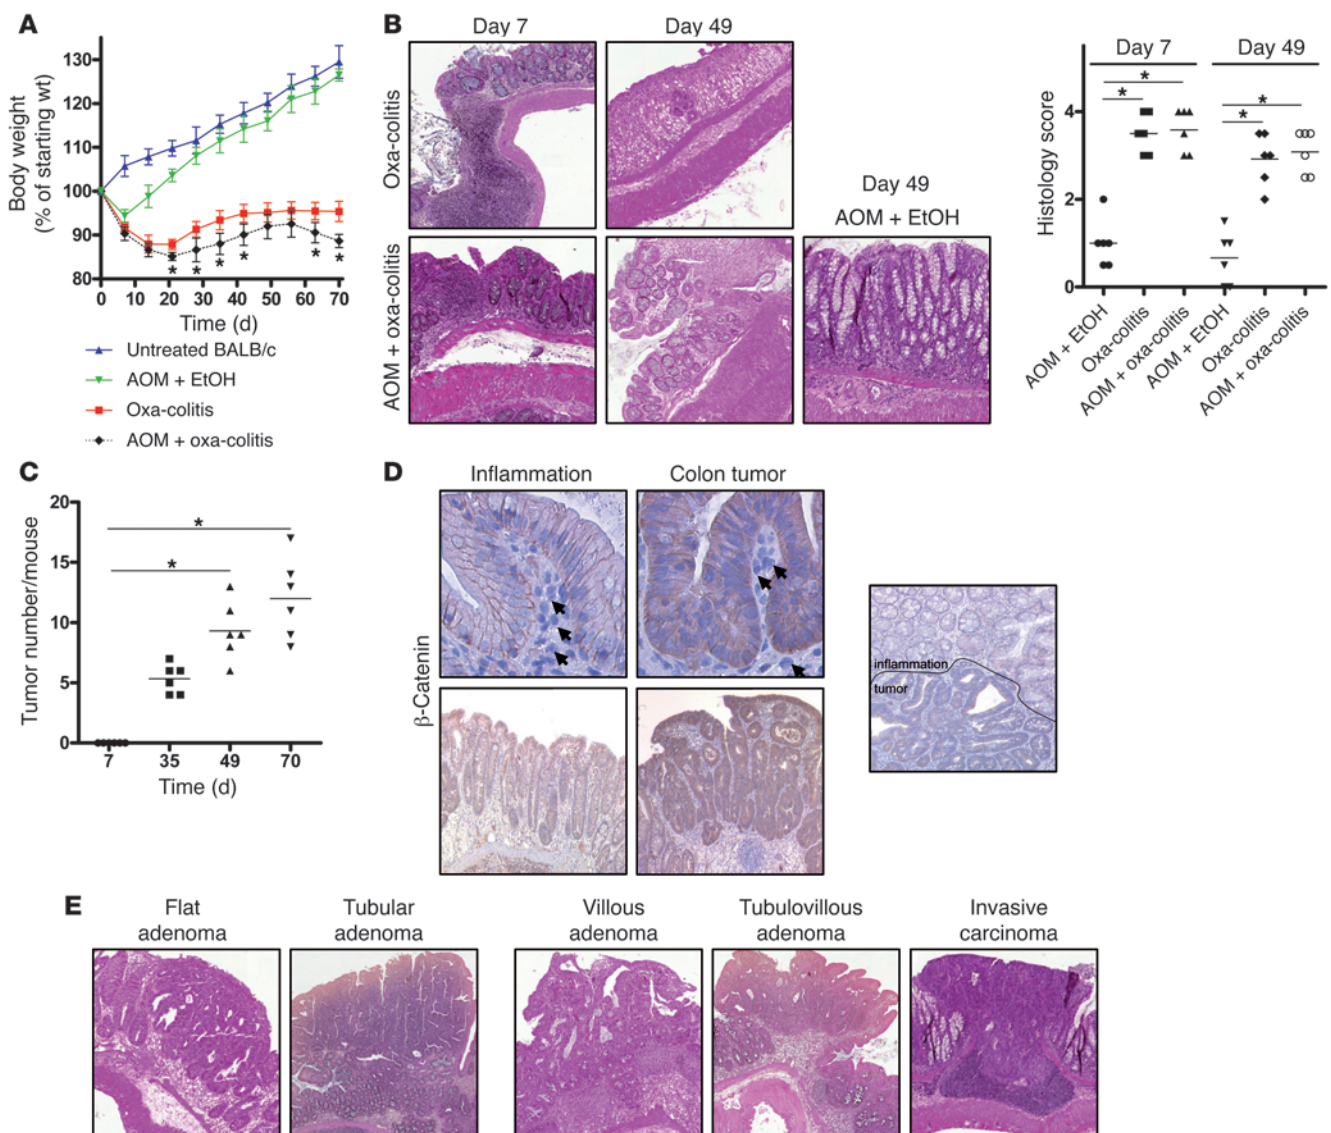 A
130
120
110
100
90
80
Body weight
(% of starting wt)
0 10 20 30 40 50 60 70
Time (d)
* * * * * *
Untreated BALB/c
AOM + EtOH
Oxa-colitis
AOM + oxa-colitis
B
Day 7 Day 49
Oxa-colitis
AOM + oxa-colitis
Day 49
AOM + EtOH
Day 7 Day 49
* * * *
Histology score
4
2
0
AOM + EtOH
Oxa-colitis
AOM + oxa-colitis
AOM + EtOH
Oxa-colitis
AOM + oxa-colitis
C
Tumor number/mouse
20
15
10
5
0
* *
7 35 49 70
Time (d)
D
Inflammation Colon tumor
β-Catenin
inflammation
tumor
E
Flat
adenoma
Tubular
adenoma
Villous
adenoma
Tubulovillous
adenoma
Invasive
carcinoma